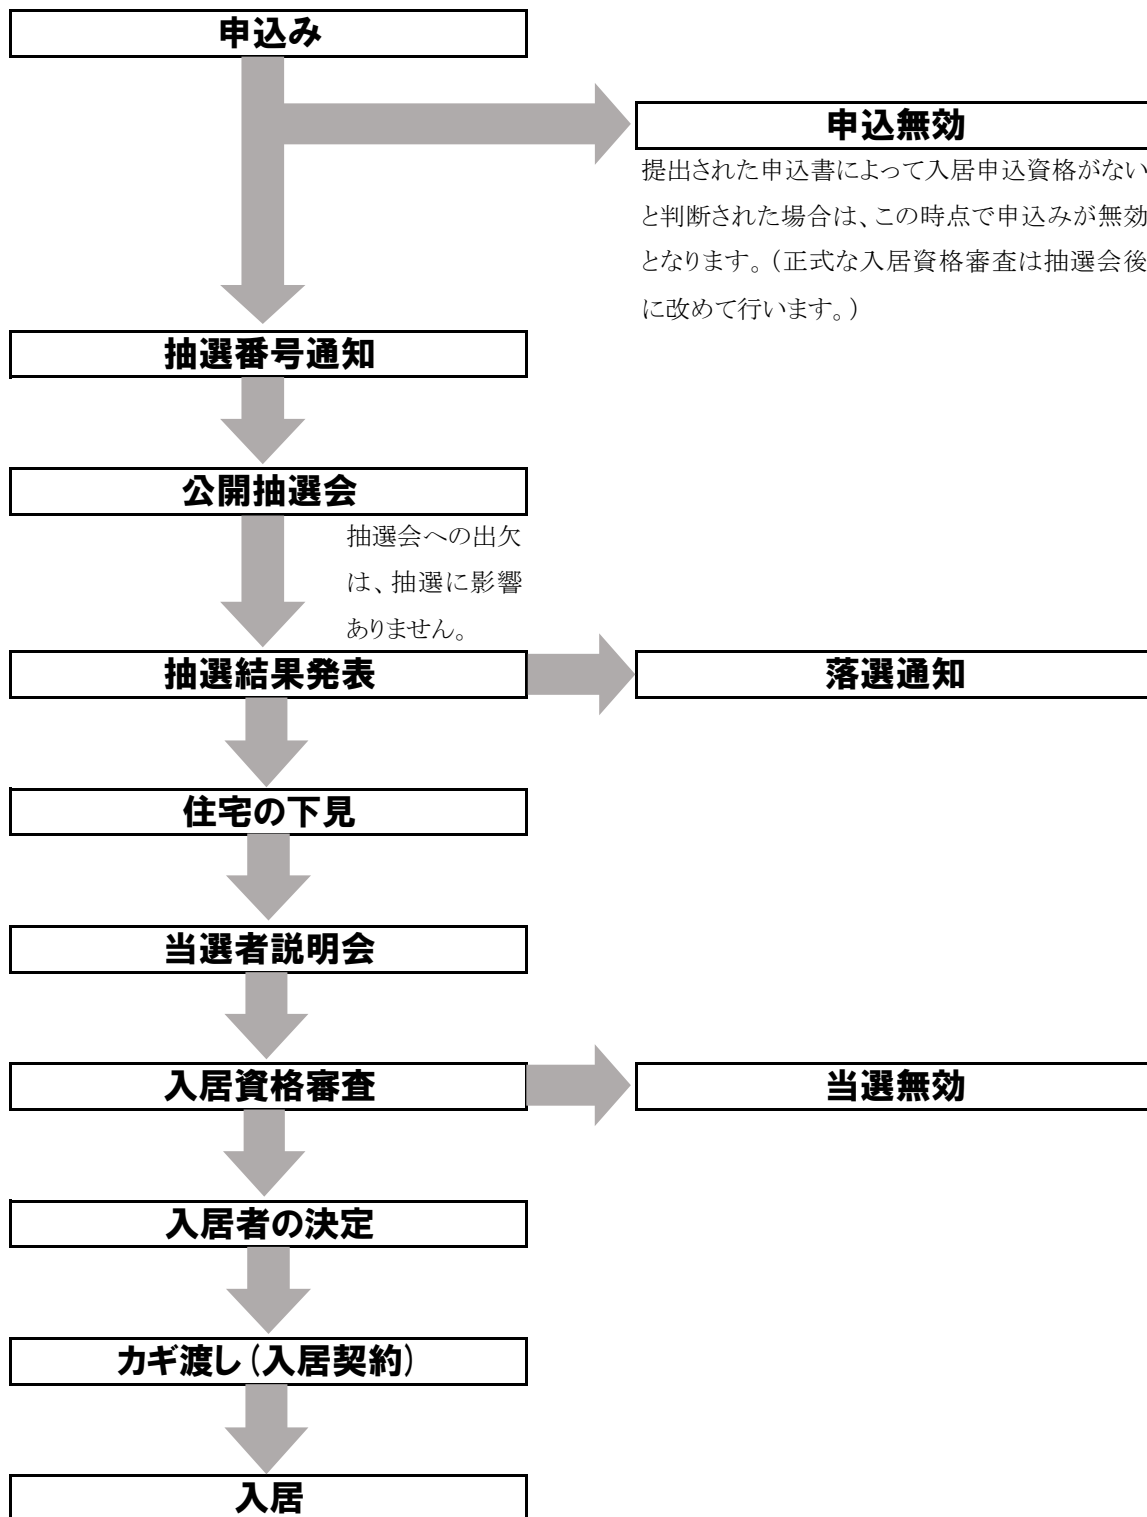 申込み
申込無効
提出された申込書によって入居申込資格がない
と判断された場合は、この時点で申込みが無効
となります。（正式な入居資格審査は抽選会後
に改めて行います。）
抽選番号通知
公開抽選会
抽選会への出欠
は、抽選に影響
ありません。
抽選結果発表
落選通知
住宅の下見
当選者説明会
入居資格審査
当選無効
入居者の決定
カギ渡し（入居契約）
入居